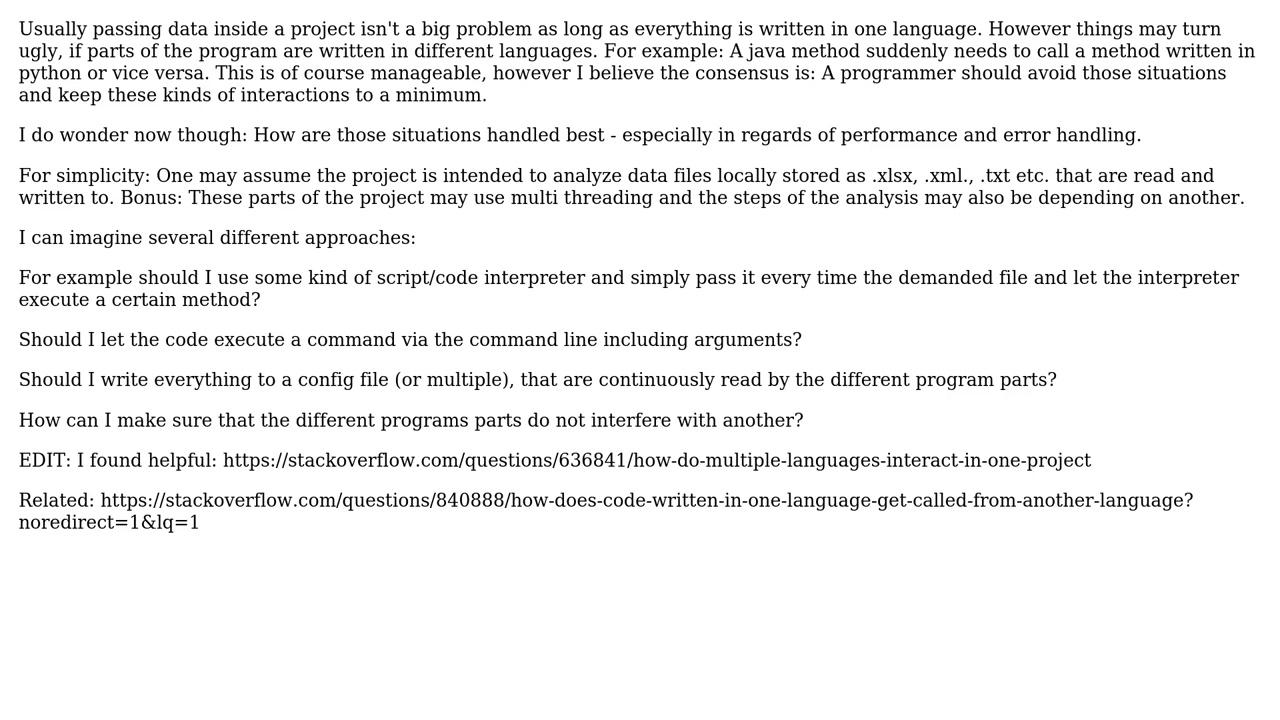 Usually passing data inside a project isn't a big problem as long as everything is written in one language. However things may turn
ugly, if parts of the program are written in different languages. For example: A java method suddenly needs to call a method written in
python or vice versa. This is of course manageable, however I believe the consensus is: A programmer should avoid those situations
and keep these kinds of interactions to a minimum.
I do wonder now though: How are those situations handled best - especially in regards of performance and error handling.
For simplicity: One may assume the project is intended to analyze data files locally stored as .xlsx, .xml., .txt etc. that are read and
written to. Bonus: These parts of the project may use multi threading and the steps of the analysis may also be depending on another.
I can imagine several different approaches:
For example should I use some kind of script/code interpreter and simply pass it every time the demanded file and let the interpreter
execute a certain method?
Should I let the code execute a command via the command line including arguments?
Should I write everything to a config file (or multiple), that are continuously read by the different program parts?
How can I make sure that the different programs parts do not interfere with another?
EDIT: I found helpful: https://stackoverflow.com/questions/636841/how-do-multiple-languages-interact-in-one-project
Related: https://stackoverflow.com/questions/840888/how-does-code-written-in-one-language-get-called-from-another-language?
noredirect=1&lq=1